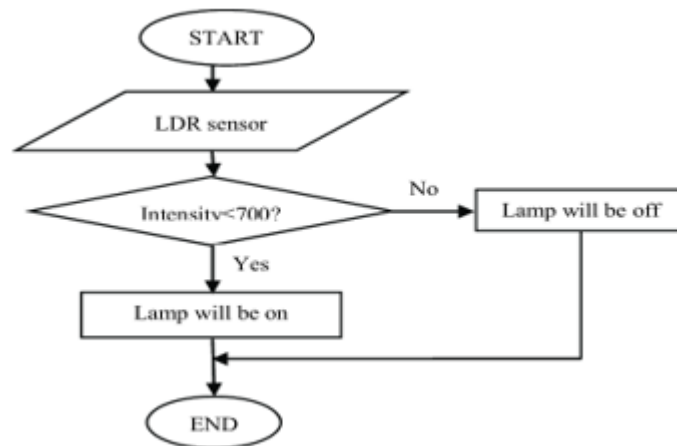 START
LDR sensor
Intensity<700?
No
Lamp will be off
Yes
Lamp will be on
END